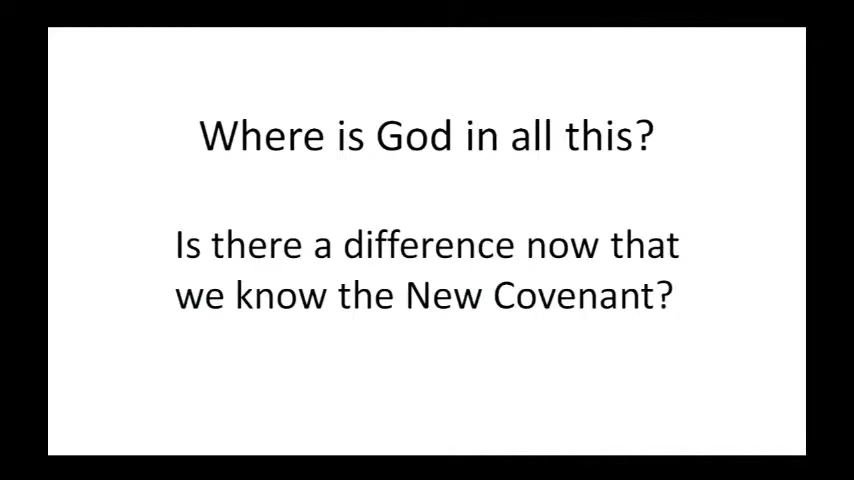 Where is God in all this?
Is there a difference now that
we know the New Covenant?